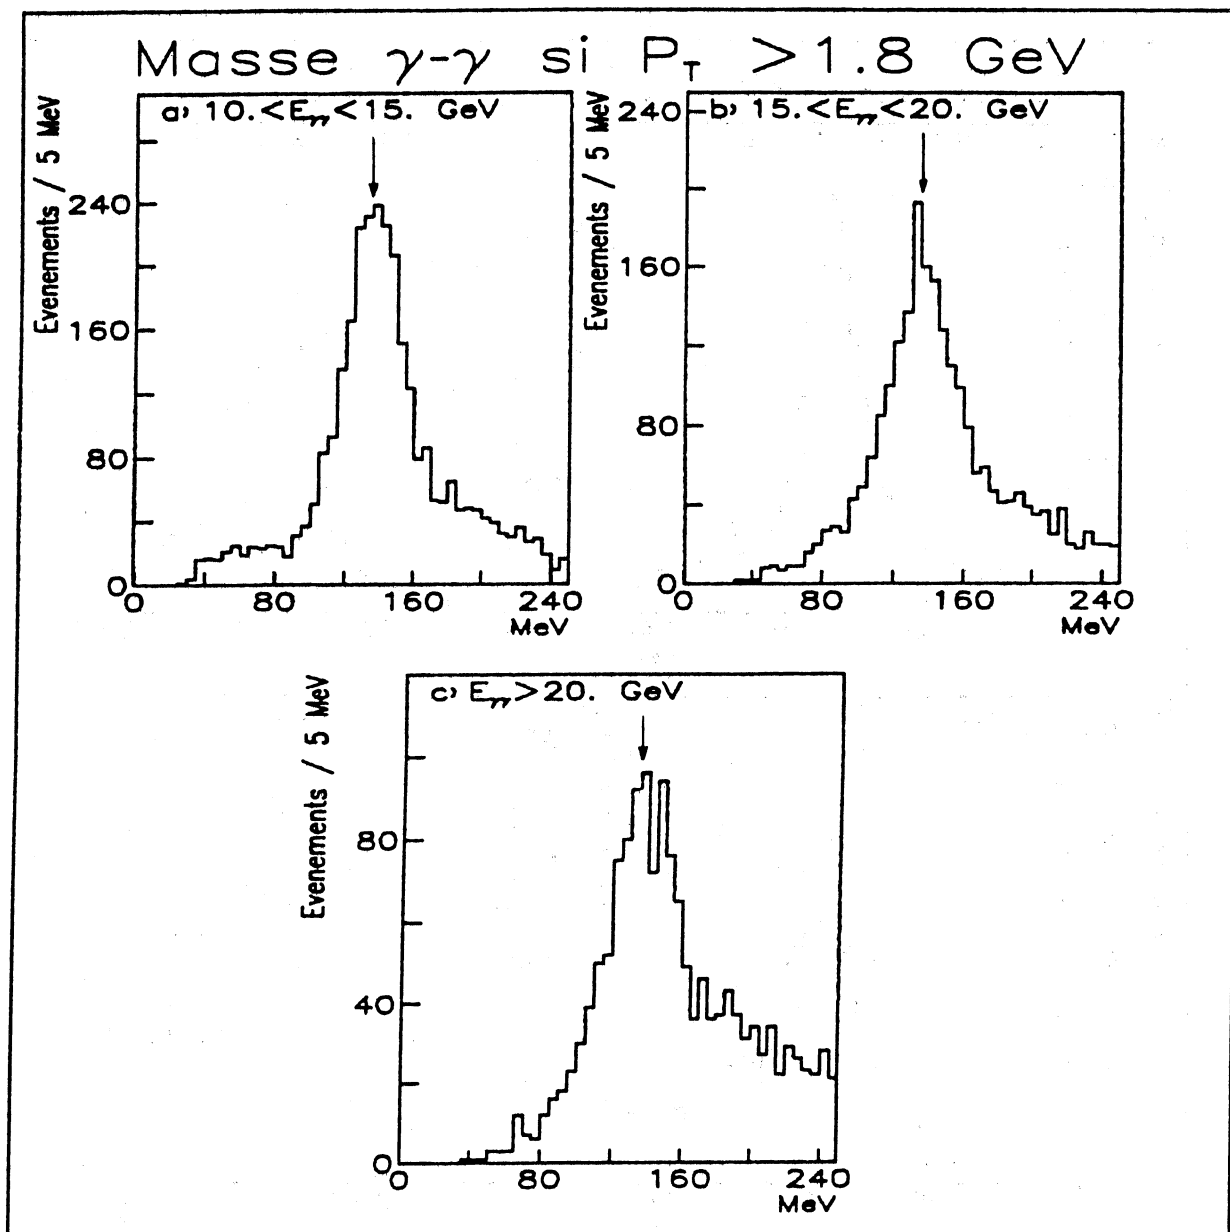 Masse γ-γ si P_T >1.8 GeV
a) 10.<E_γγ<15. GeV
Evenements / 5 MeV
240
160
80
0
0 80 160 240
MeV
b) 15.<E_γγ<20. GeV
Evenements / 5 MeV
240
160
80
0
0 80 160 240
MeV
c) E_γγ>20. GeV
Evenements / 5 MeV
80
40
0
0 80 160 240
MeV